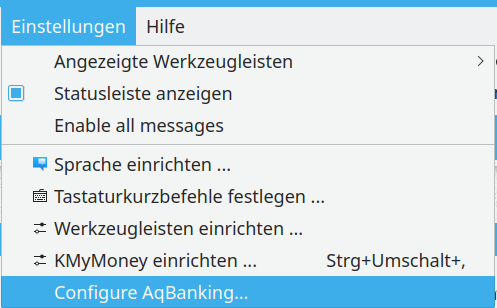 Einstellungen Hilfe
Angezeigte Werkzeugleisten
Statusleiste anzeigen
Enable all messages
Sprache einrichten ...
Tastaturkurzbefehle festlegen ...
Werkzeugleisten einrichten ...
KMyMoney einrichten ... Strg+Umschalt+,
Configure AqBanking...